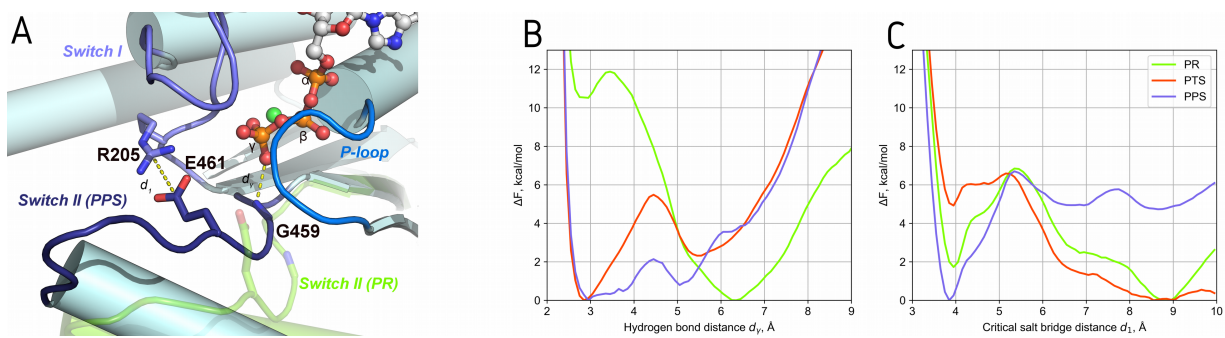 A
Switch I
α
γ
β
P-loop
R205
E461
d1
dγ
Switch II (PPS)
G459
Switch II (PR)
B
ΔF, kcal/mol
12
10
8
6
4
2
0
2 3 4 5 6 7 8 9
Hydrogen bond distance dγ, Å
C
PR
PTS
PPS
ΔF, kcal/mol
12
10
8
6
4
2
0
3 4 5 6 7 8 9 10
Critical salt bridge distance d1, Å